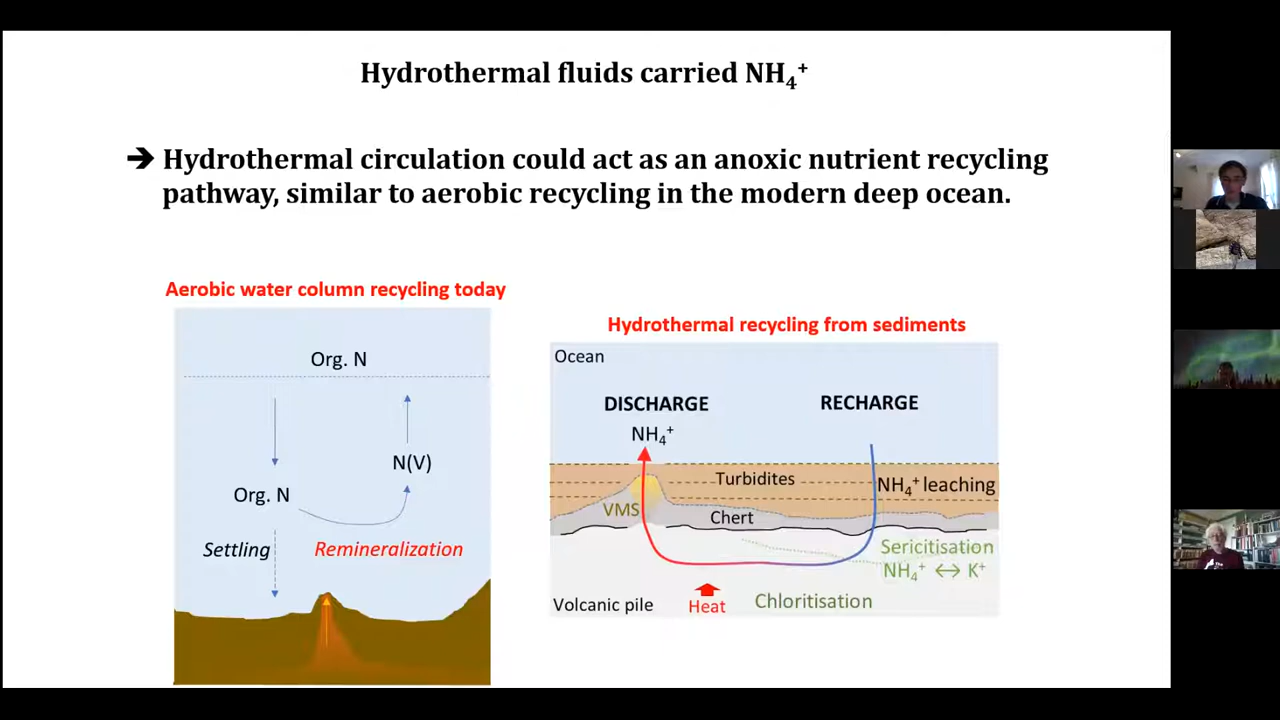 Hydrothermal fluids carried NH₄⁺
➔ Hydrothermal circulation could act as an anoxic nutrient recycling
pathway, similar to aerobic recycling in the modern deep ocean.
Aerobic water column recycling today
Org. N
N(V)
Org. N
Settling
Remineralization
Hydrothermal recycling from sediments
Ocean
DISCHARGE
RECHARGE
NH₄⁺
Turbidites
NH₄⁺ leaching
VMS
Chert
Sericitisation
NH₄⁺ ↔ K⁺
Volcanic pile
Heat
Chloritisation